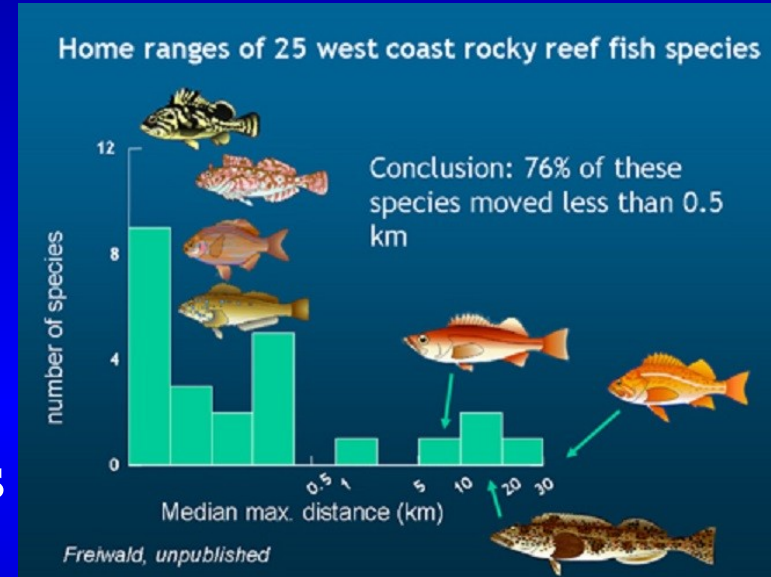 Home ranges of 25 west coast rocky reef fish species
Conclusion: 76% of these
species moved less than 0.5
km
number of species
12
8
4
0
0.5 1 5 10 20 30
Median max. distance (km)
Freiwald, unpublished
s